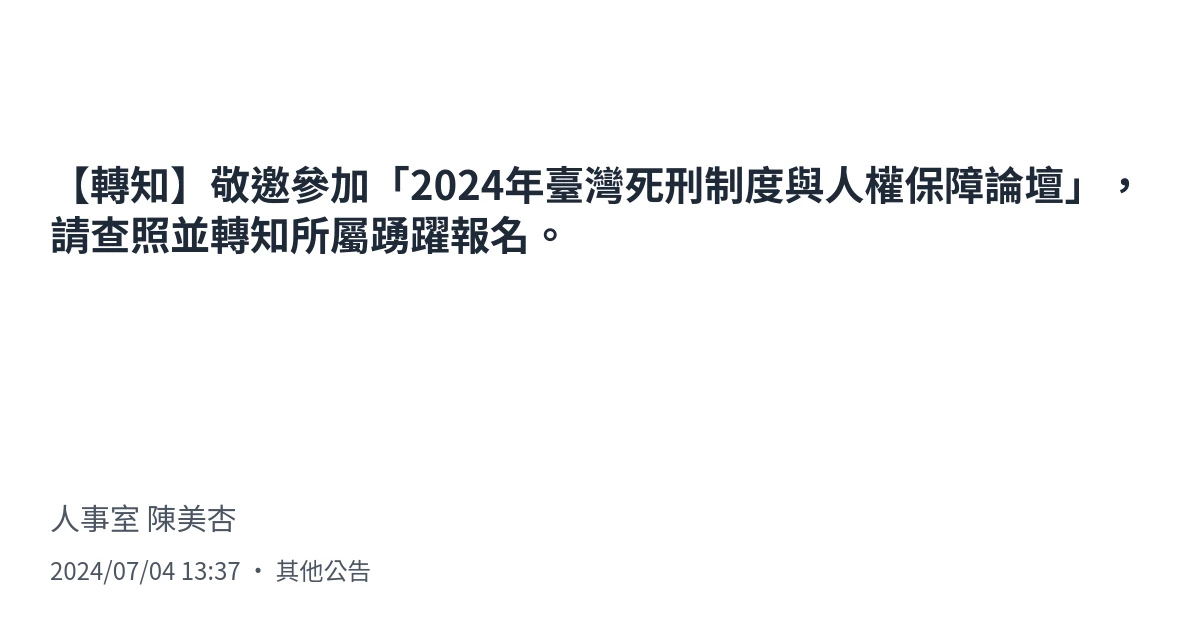 【轉知】敬邀參加「2024年臺灣死刑制度與人權保障論壇」，
請查照並轉知所屬踴躍報名。
人事室 陳美杏
2024/07/04 13:37 • 其他公告